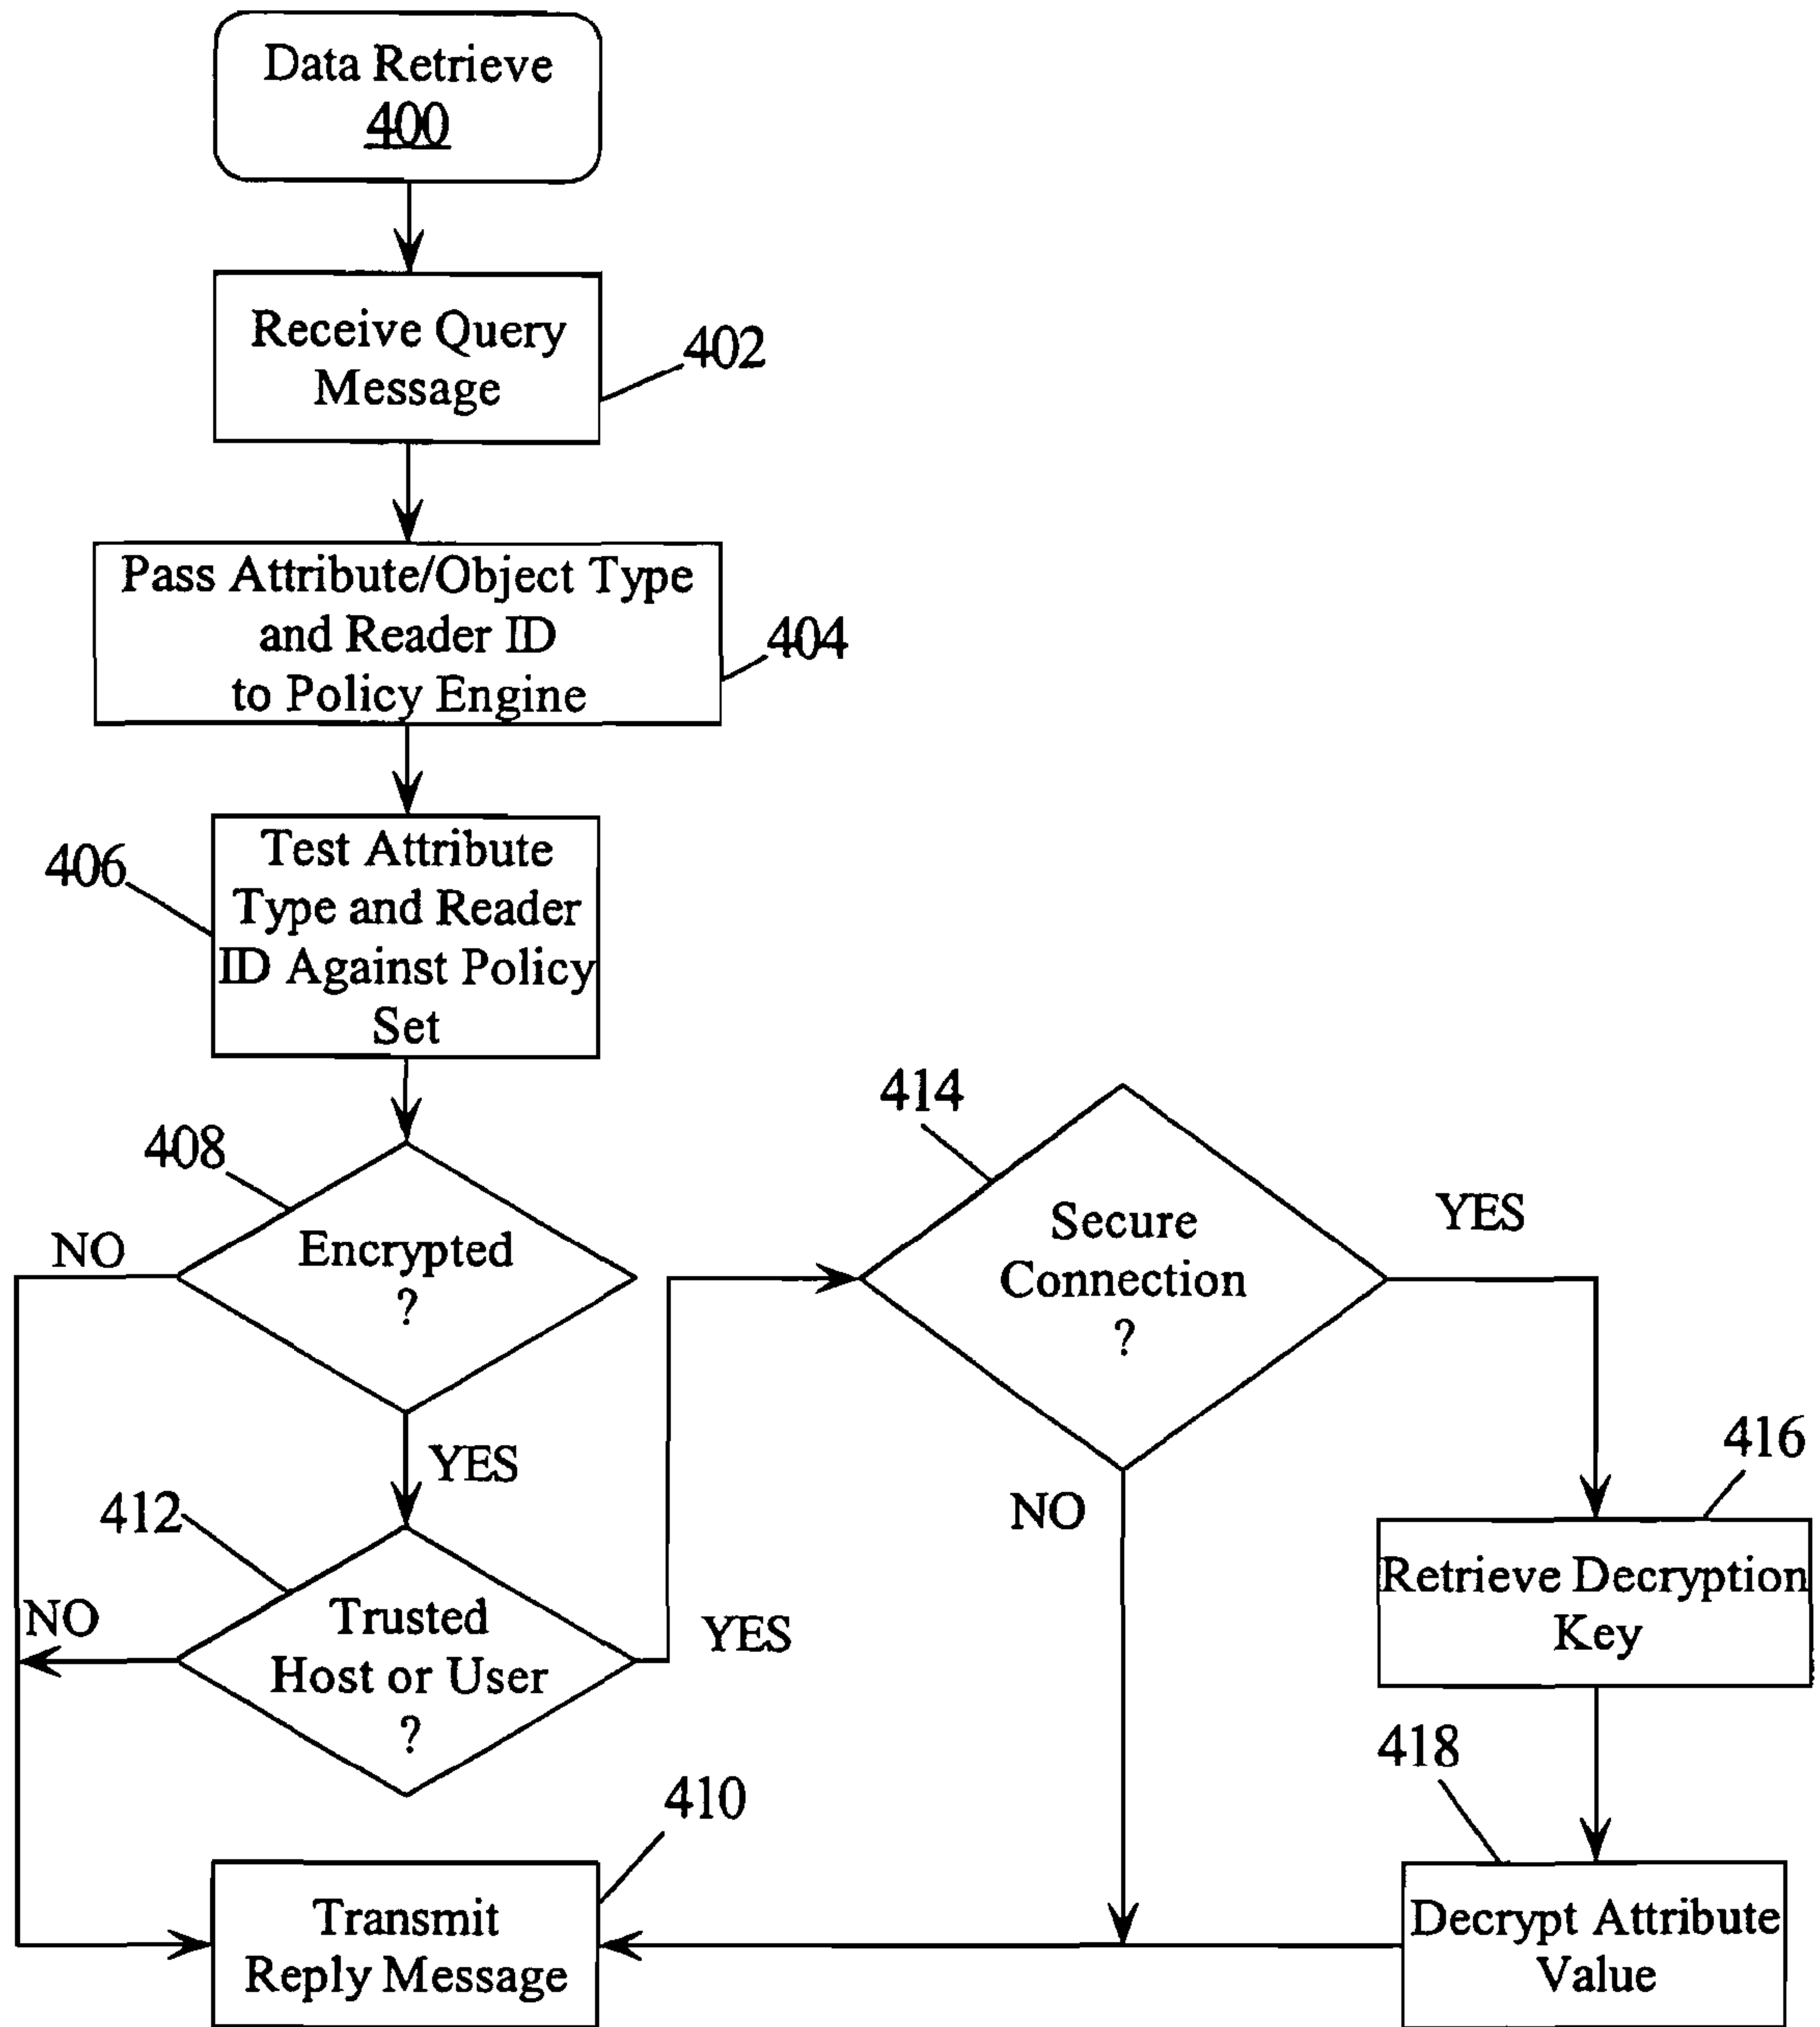 Data Retrieve
400
Receive Query
Message
402
Pass Attribute/Object Type
and Reader ID
to Policy Engine
404
406
Test Attribute
Type and Reader
ID Against Policy
Set
408
NO
Encrypted
?
YES
412
NO
Trusted
Host or User
?
YES
414
Secure
Connection
?
YES
NO
416
Retrieve Decryption
Key
418
Decrypt Attribute
Value
410
Transmit
Reply Message